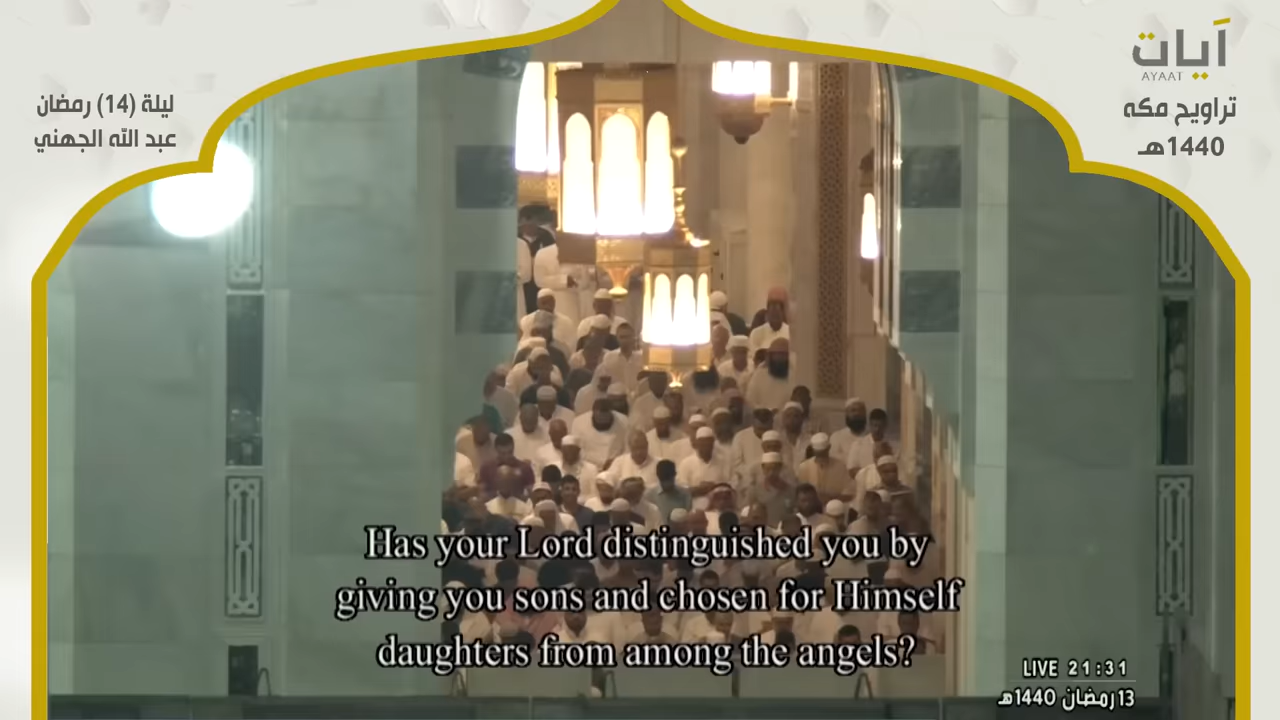 آيات
AYAAT
تراويح مكه
1440هـ
ليلة (14) رمضان
عبد الله الجهني
Has your Lord distinguished you by
giving you sons and chosen for Himself
daughters from among the angels?
LIVE 21:31
13 رمضان 1440هـ